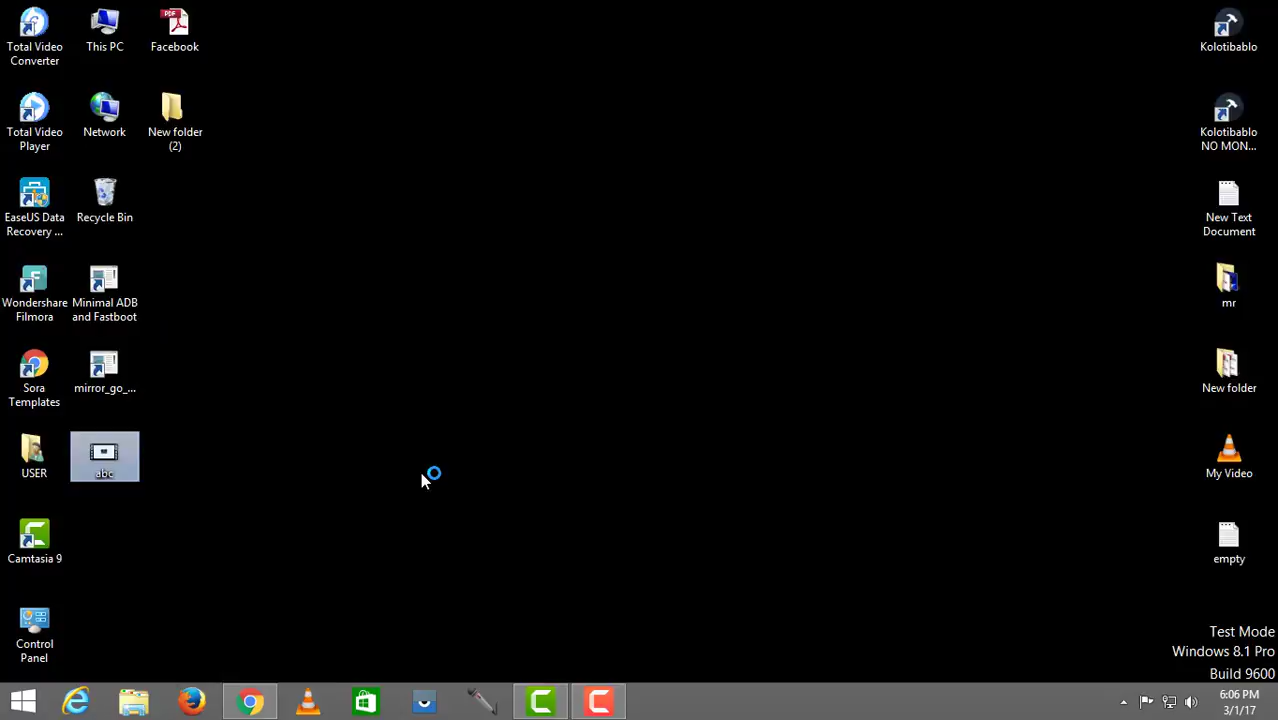 Total Video
Converter
This PC
Facebook
Total Video
Player
Network
New folder
(2)
EaseUS Data
Recovery ...
Recycle Bin
Wondershare
Filmora
Minimal ADB
and Fastboot
Sora
Templates
mirror_go_...
USER
abc
Camtasia 9
Control
Panel
Kolotibablo
Kolotibablo
NO MON...
New Text
Document
mr
New folder
My Video
empty
Test Mode
Windows 8.1 Pro
Build 9600
6:06 PM
3/1/17